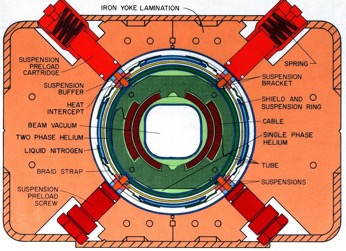 IRON YOKE LAMINATION
SUSPENSION
PRELOAD
CARTRIDGE
SUSPENSION
BUFFER
HEAT
INTERCEPT
BEAM VACUUM
TWO PHASE HELIUM
LIQUID NITROGEN
BRAID STRAP
SUSPENSION
PRELOAD
SCREW
SPRING
SUSPENSION
BRACKET
SHIELD AND
SUSPENSION RING
CABLE
SINGLE PHASE
HELIUM
TUBE
SUSPENSIONS